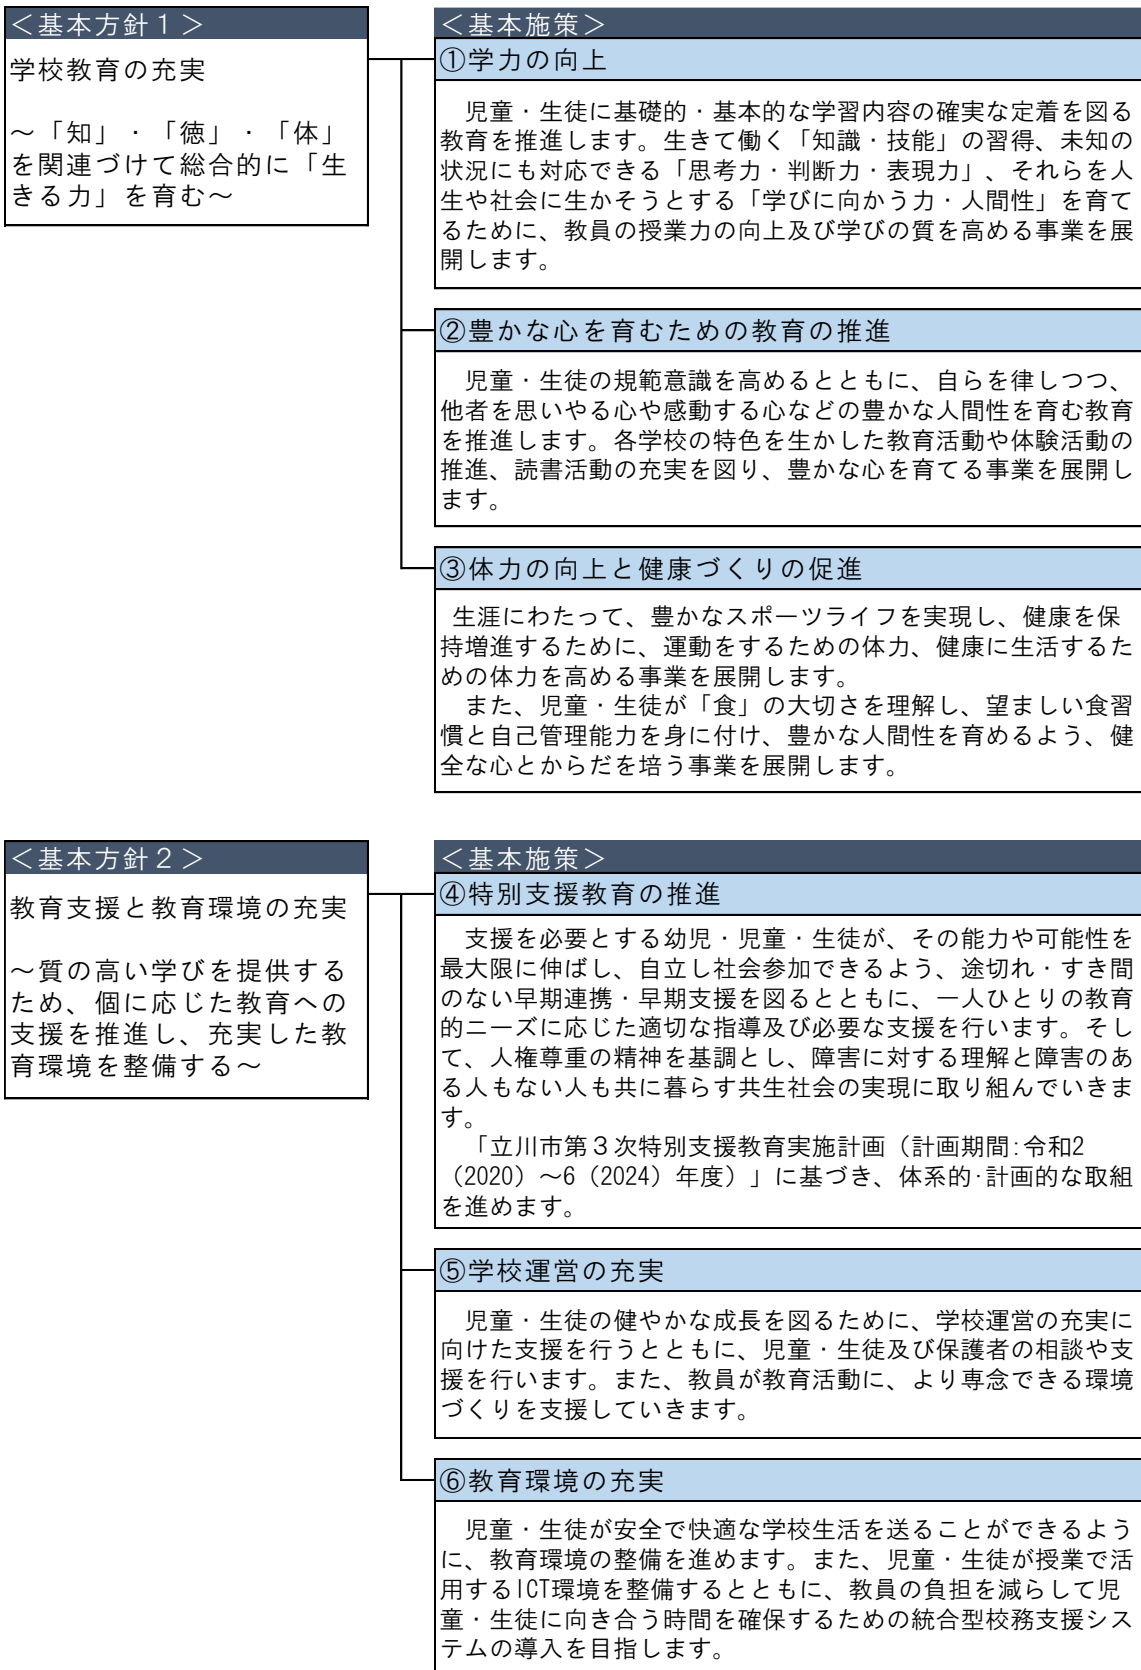 ＜基本方針１＞
学校教育の充実
～「知」・「徳」・「体」
を関連づけて総合的に「生
きる力」を育む～
＜基本施策＞
①学力の向上
児童・生徒に基礎的・基本的な学習内容の確実な定着を図る
教育を推進します。生きて働く「知識・技能」の習得、未知の
状況にも対応できる「思考力・判断力・表現力」、それらを人
生や社会に生かそうとする「学びに向かう力・人間性」を育て
るために、教員の授業力の向上及び学びの質を高める事業を展
開します。
②豊かな心を育むための教育の推進
児童・生徒の規範意識を高めるとともに、自らを律しつつ、
他者を思いやる心や感動する心などの豊かな人間性を育む教育
を推進します。各学校の特色を生かした教育活動や体験活動の
推進、読書活動の充実を図り、豊かな心を育てる事業を展開し
ます。
③体力の向上と健康づくりの促進
生涯にわたって、豊かなスポーツライフを実現し、健康を保
持増進するために、運動をするための体力、健康に生活するた
めの体力を高める事業を展開します。
また、児童・生徒が「食」の大切さを理解し、望ましい食習
慣と自己管理能力を身に付け、豊かな人間性を育めるよう、健
全な心とからだを培う事業を展開します。
＜基本方針２＞
教育支援と教育環境の充実
～質の高い学びを提供する
ため、個に応じた教育への
支援を推進し、充実した教
育環境を整備する～
＜基本施策＞
④特別支援教育の推進
支援を必要とする幼児・児童・生徒が、その能力や可能性を
最大限に伸ばし、自立し社会参加できるよう、途切れ・すき間
のない早期連携・早期支援を図るとともに、一人ひとりの教育
的ニーズに応じた適切な指導及び必要な支援を行います。そし
て、人権尊重の精神を基調とし、障害に対する理解と障害のあ
る人もない人も共に暮らす共生社会の実現に取り組んでいきま
す。
「立川市第３次特別支援教育実施計画（計画期間:令和2
（2020）～6（2024）年度）」に基づき、体系的・計画的な取組
を進めます。
⑤学校運営の充実
児童・生徒の健やかな成長を図るために、学校運営の充実に
向けた支援を行うとともに、児童・生徒及び保護者の相談や支
援を行います。また、教員が教育活動に、より専念できる環境
づくりを支援していきます。
⑥教育環境の充実
児童・生徒が安全で快適な学校生活を送ることができるよう
に、教育環境の整備を進めます。また、児童・生徒が授業で活
用するICT環境を整備するとともに、教員の負担を減らして児
童・生徒に向き合う時間を確保するための統合型校務支援シス
テムの導入を目指します。